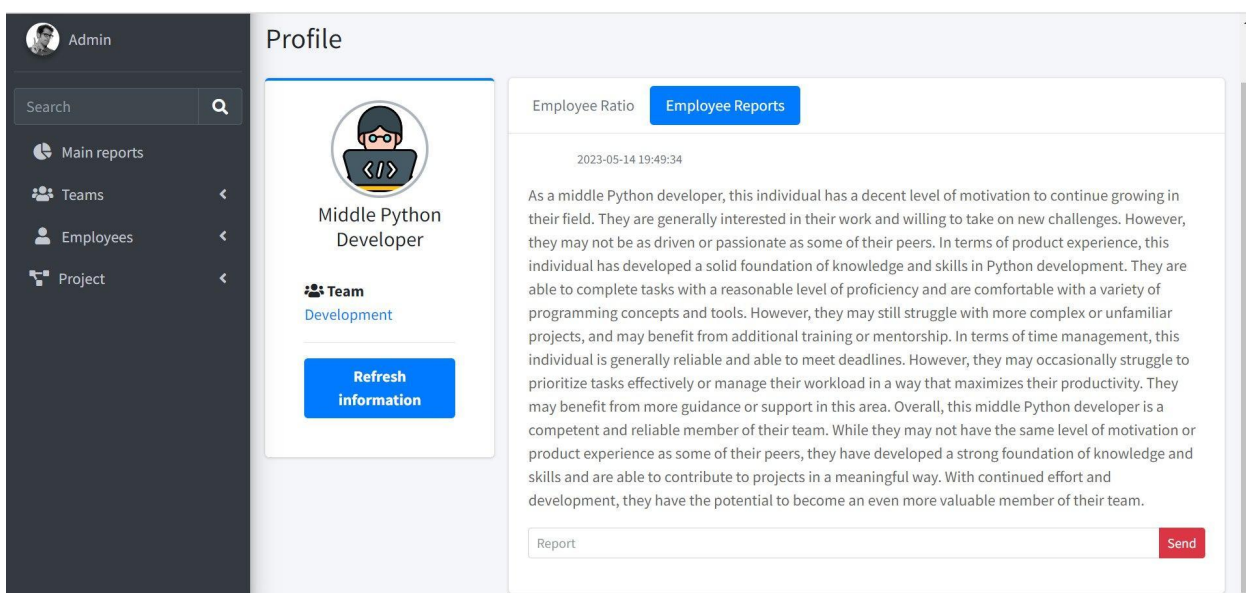 Admin
Search
Main reports
Teams
Employees
Project
Profile
</>
Middle Python
Developer
Team
Development
Refresh
information
Employee Ratio
Employee Reports
2023-05-14 19:49:34
As a middle Python developer, this individual has a decent level of motivation to continue growing in
their field. They are generally interested in their work and willing to take on new challenges. However,
they may not be as driven or passionate as some of their peers. In terms of product experience, this
individual has developed a solid foundation of knowledge and skills in Python development. They are
able to complete tasks with a reasonable level of proficiency and are comfortable with a variety of
programming concepts and tools. However, they may still struggle with more complex or unfamiliar
projects, and may benefit from additional training or mentorship. In terms of time management, this
individual is generally reliable and able to meet deadlines. However, they may occasionally struggle to
prioritize tasks effectively or manage their workload in a way that maximizes their productivity. They
may benefit from more guidance or support in this area. Overall, this middle Python developer is a
competent and reliable member of their team. While they may not have the same level of motivation or
product experience as some of their peers, they have developed a strong foundation of knowledge and
skills and are able to contribute to projects in a meaningful way. With continued effort and
development, they have the potential to become an even more valuable member of their team.
Report
Send